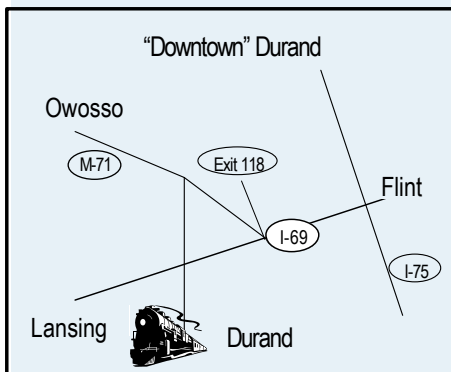 “Downtown” Durand
Owosso
M-71
Exit 118
Flint
I-69
I-75
Lansing
Durand